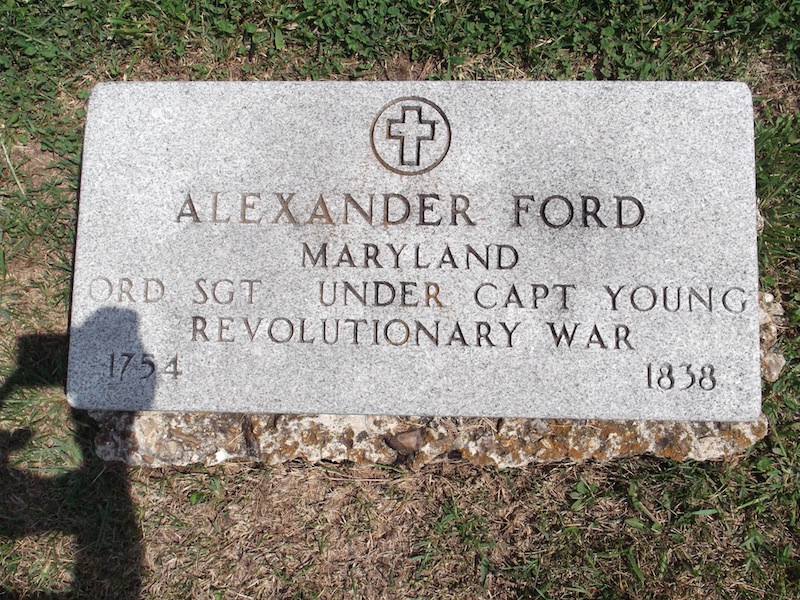 ALEXANDER FORD
MARYLAND
ORD SGT UNDER CAPT YOUNG
REVOLUTIONARY WAR
1754 1838